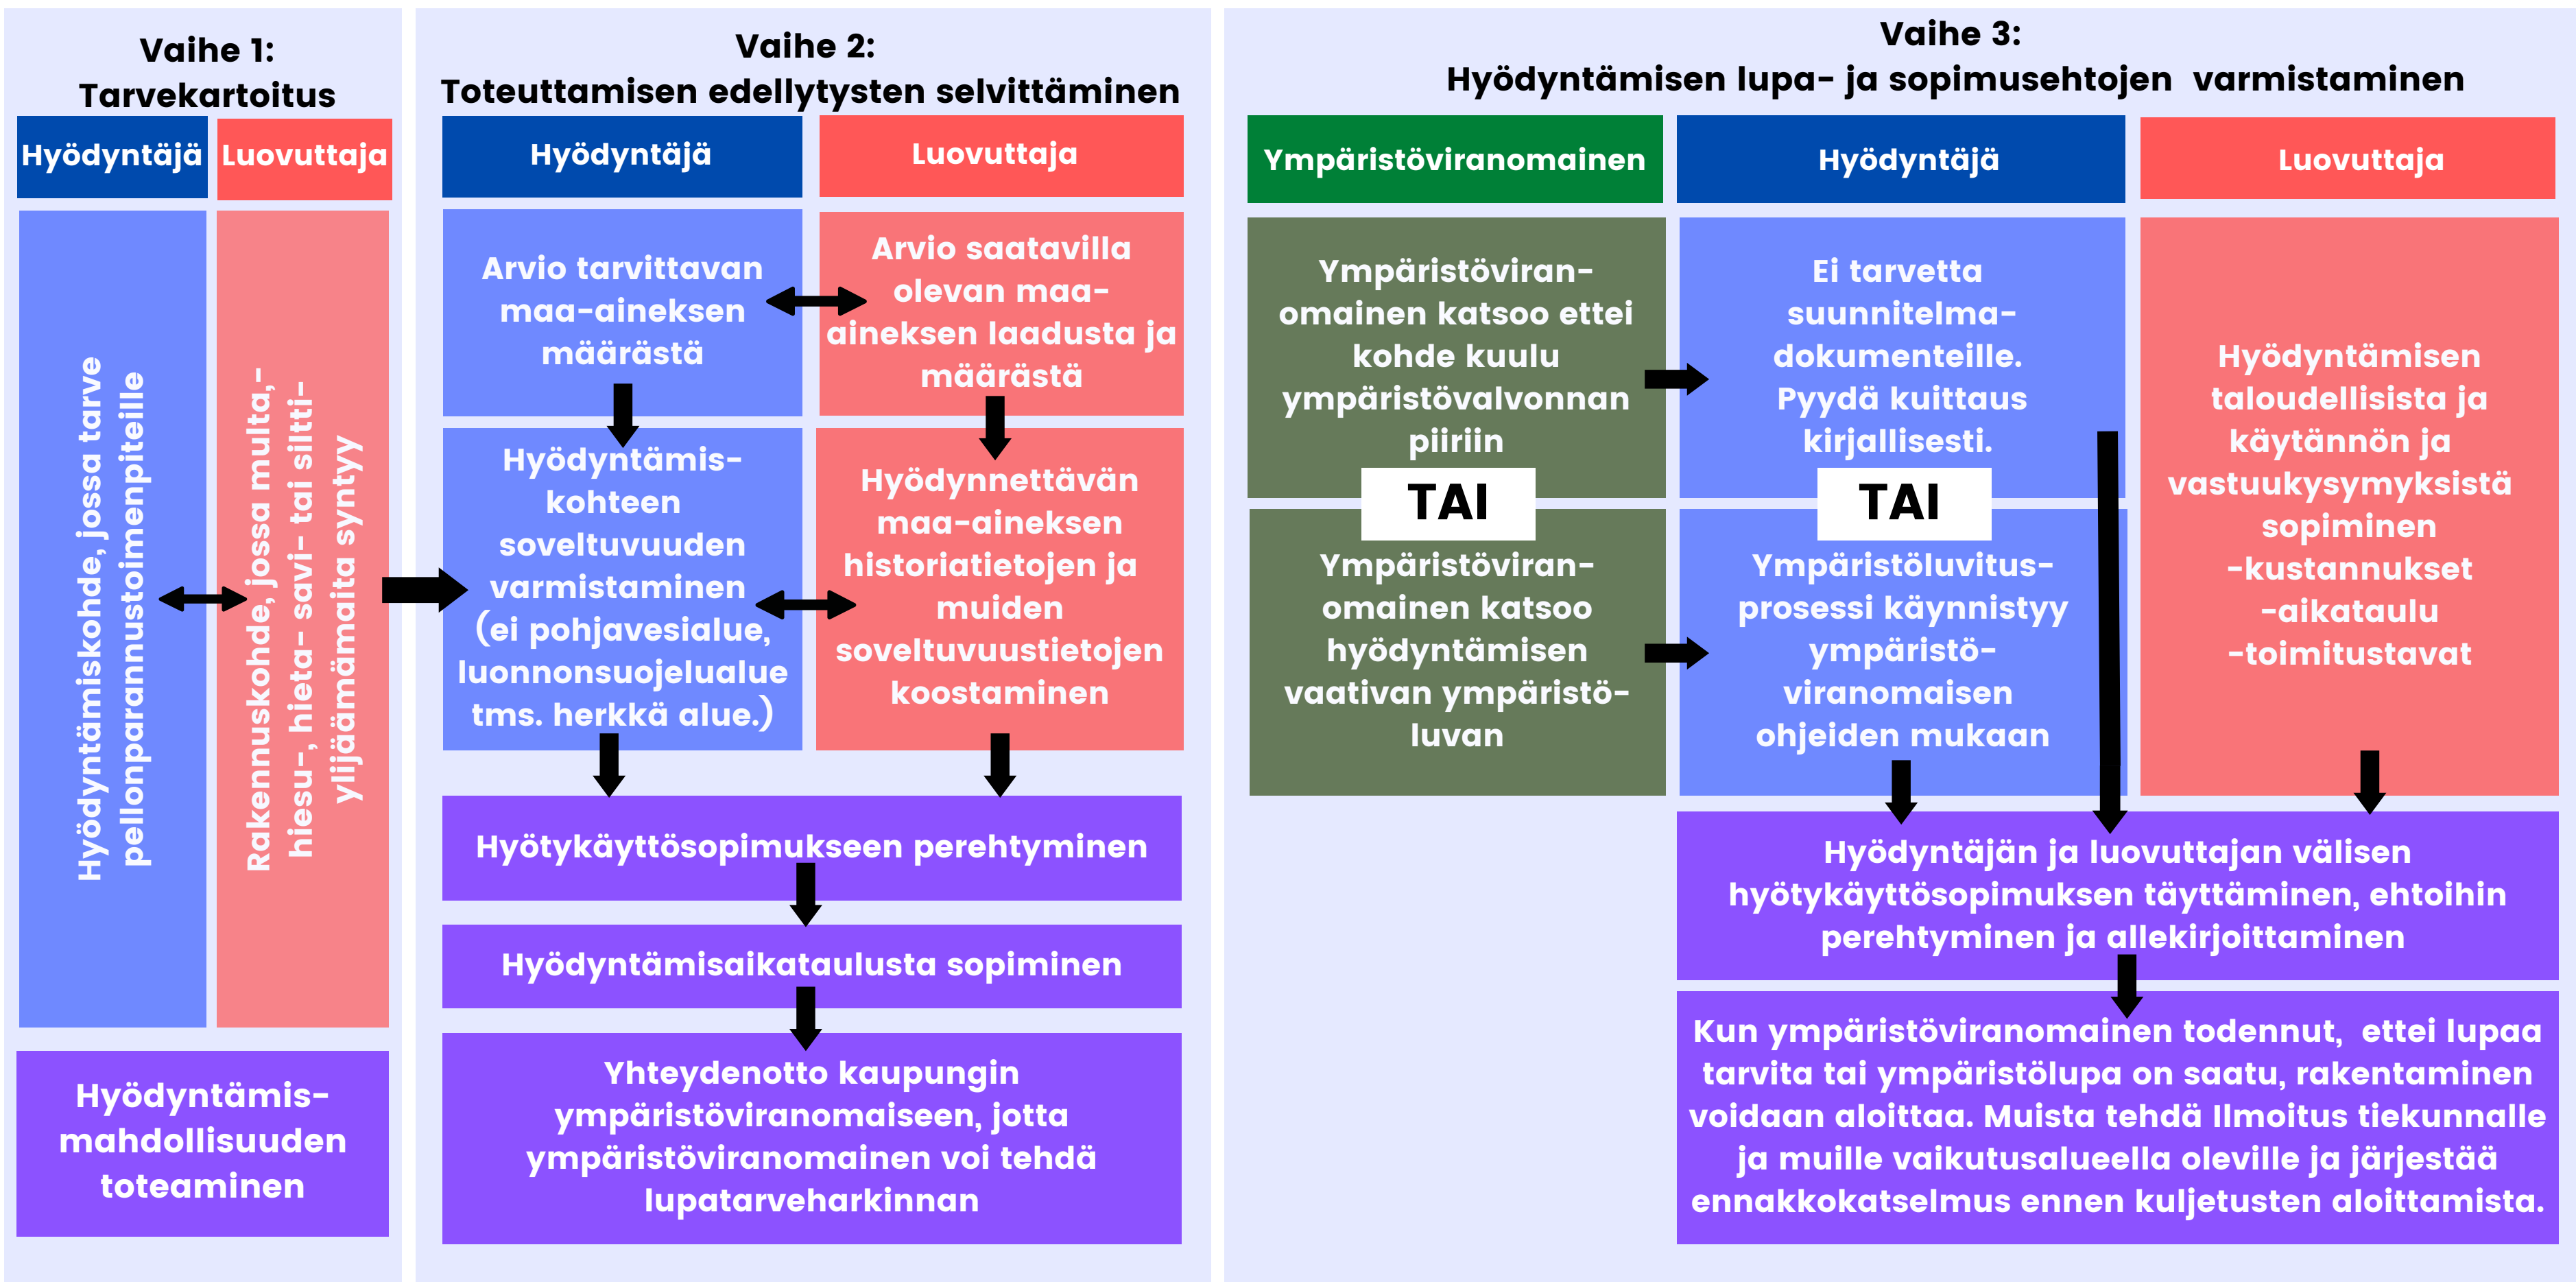 Vaihe 1:
Tarvekartoitus
Hyödyntäjä
Luovuttaja
Hyödyntämiskohde, jossa tarve
pellonparannustoimenpiteille
Rakennuskohde, jossa multa,-
hiesu-, hieta- savi- tai siltti-
ylijäämämaita syntyy
Hyödyntämis-
mahdollisuuden
toteaminen
Vaihe 2:
Toteuttamisen edellytysten selvittäminen
Hyödyntäjä
Luovuttaja
Arvio tarvittavan
maa-aineksen
määrästä
Arvio saatavilla
olevan maa-
aineksen laadusta ja
määrästä
Hyödyntämis-
kohteen
soveltuvuuden
varmistaminen
(ei pohjavesialue,
luonnonsuojelualue
tms. herkkä alue.)
Hyödynnettävän
maa-aineksen
historiatietojen ja
muiden
soveltuvuustietojen
koostaminen
Hyötykäyttösopimukseen perehtyminen
Hyödyntämisaikataulusta sopiminen
Yhteydenotto kaupungin
ympäristöviranomaiseen, jotta
ympäristöviranomainen voi tehdä
lupatarveharkinnan
Vaihe 3:
Hyödyntämisen lupa- ja sopimusehtojen  varmistaminen
Ympäristöviranomainen
Hyödyntäjä
Luovuttaja
Ympäristöviran-
omainen katsoo ettei
kohde kuulu
ympäristövalvonnan
piiriin
TAI
Ympäristöviran-
omainen katsoo
hyödyntämisen
vaativan ympäristö-
luvan
Ei tarvetta
suunnitelma-
dokumenteille.
Pyydä kuittaus
kirjallisesti.
TAI
Ympäristöluvitus-
prosessi käynnistyy
ympäristö-
viranomaisen
ohjeiden mukaan
Hyödyntämisen
taloudellisista ja
käytännön ja
vastuukysymyksistä
sopiminen
-kustannukset
-aikataulu
-toimitustavat
Hyödyntäjän ja luovuttajan välisen
hyötykäyttösopimuksen täyttäminen, ehtoihin
perehtyminen ja allekirjoittaminen
Kun ympäristöviranomainen todennut,  ettei lupaa
tarvita tai ympäristölupa on saatu, rakentaminen
voidaan aloittaa. Muista tehdä Ilmoitus tiekunnalle
ja muille vaikutusalueella oleville ja järjestää
ennakkokatselmus ennen kuljetusten aloittamista.